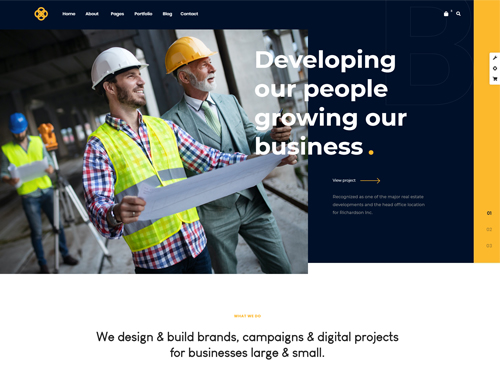 Home About Pages Portfolio Blog Contact
Developing
our people
growing our
business .
View project
Recognized as one of the major real estate
developments and the head office location
for Richardson Inc.
01
02
03
WHAT WE DO
We design & build brands, campaigns & digital projects
for businesses large & small.